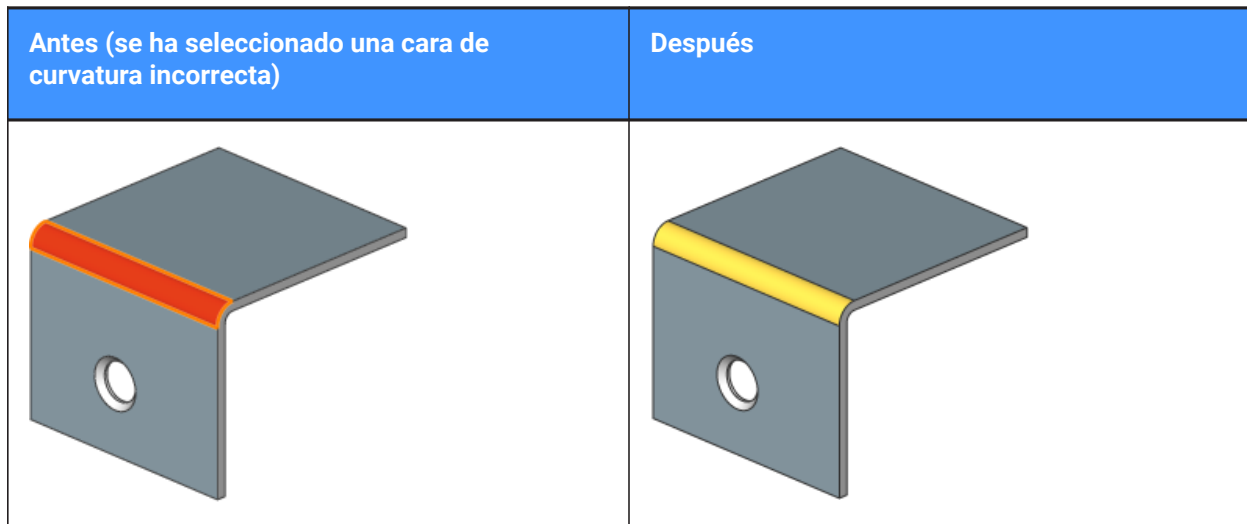 Antes (se ha seleccionado una cara de
curvatura incorrecta)
Después